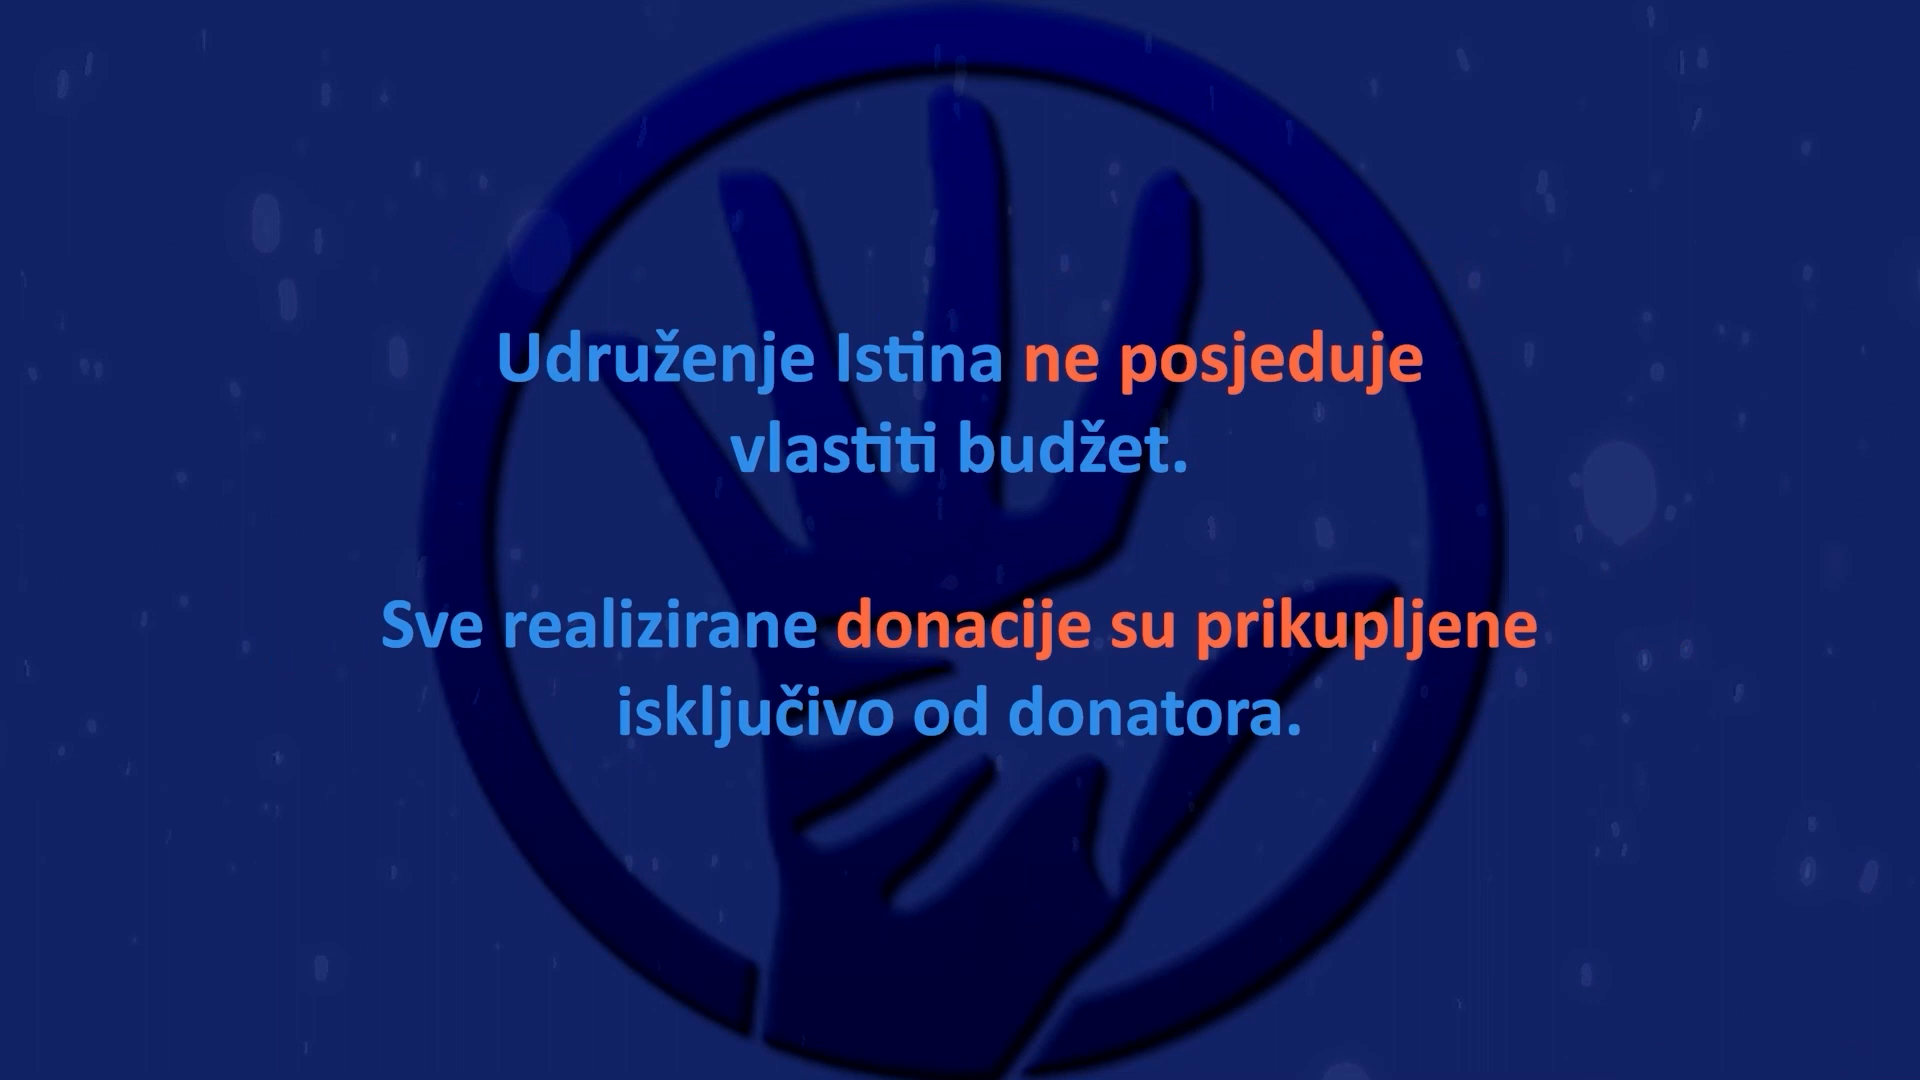 Udruženje Istina ne posjeduje
vlastiti budžet.
Sve realizirane donacije su prikupljene
isključivo od donatora.